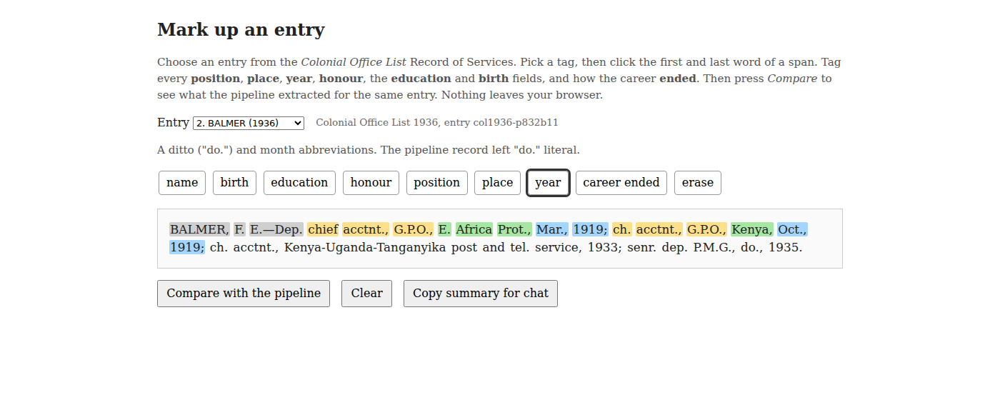 Mark up an entry
Choose an entry from the Colonial Office List Record of Services. Pick a tag, then click the first and last word of a span. Tag
every position, place, year, honour, the education and birth fields, and how the career ended. Then press Compare to
see what the pipeline extracted for the same entry. Nothing leaves your browser.
Entry 2. BALMER (1936) Colonial Office List 1936, entry col1936-p832b11
A ditto ("do.") and month abbreviations. The pipeline record left "do." literal.
name birth education honour position place year career ended erase
BALMER, F. E.—Dep. chief acctnt., G.P.O., E. Africa Prot., Mar., 1919; ch. acctnt., G.P.O., Kenya, Oct.,
1919; ch. acctnt., Kenya-Uganda-Tanganyika post and tel. service, 1933; senr. dep. P.M.G., do., 1935.
Compare with the pipeline Clear Copy summary for chat